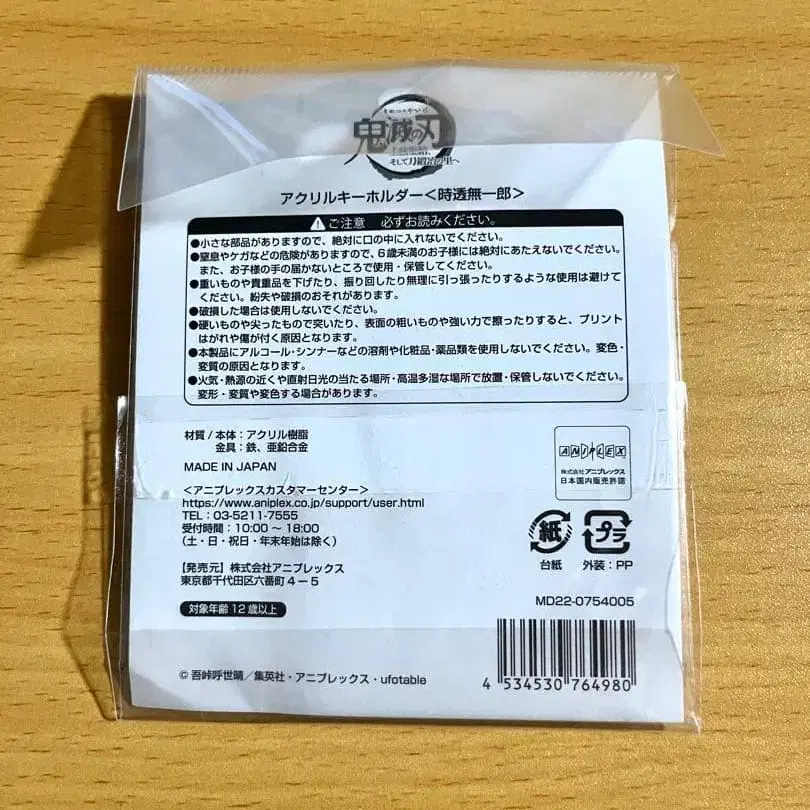 きめつのやいば
鬼滅の刃
そして刀鍛冶の里へ
アクリルキーホルダー＜時透無一郎＞
ご注意 必ずお読みください。
●小さな部品がありますので、絶対に口の中に入れないでください。
●窒息やケガなどの危険がありますので、6歳未満のお子様には絶対にあたえないでください。
また、お子様の手の届かないところで使用・保管してください。
●重いものや貴重品を下げたり、振り回したり無理に引っ張ったりするような使用は避けて
ください。紛失や破損のおそれがあります。
●破損した場合は使用しないでください。
●硬いものや尖ったもので突いたり、表面の粗いものや強い力で擦ったりすると、プリント
はがれや傷が付く原因となります。
●本製品にアルコール・シンナーなどの溶剤や化粧品・薬品類を使用しないでください。変色・
変質の原因となります。
●火気・熱源の近くや直射日光の当たる場所・高温多湿な場所で放置・保管しないでください。
変形・変質や変色する場合があります。
材質 / 本体：アクリル樹脂
金具：鉄、亜鉛合金
MADE IN JAPAN
＜アニプレックスカスタマーセンター＞
https://www.aniplex.co.jp/support/user.html
TEL：03-5211-7555
受付時間：10:00～18:00
（土・日・祝日・年末年始は除く）
【発売元】株式会社アニプレックス
東京都千代田区六番町４－５
対象年齢12歳以上
© 吾峠呼世晴／集英社・アニプレックス・ufotable
ANIPLEX
株式会社アニプレックス
日本国内販売許諾
紙
台紙
プラ
外装：PP
MD22-0754005
4 534530 764980